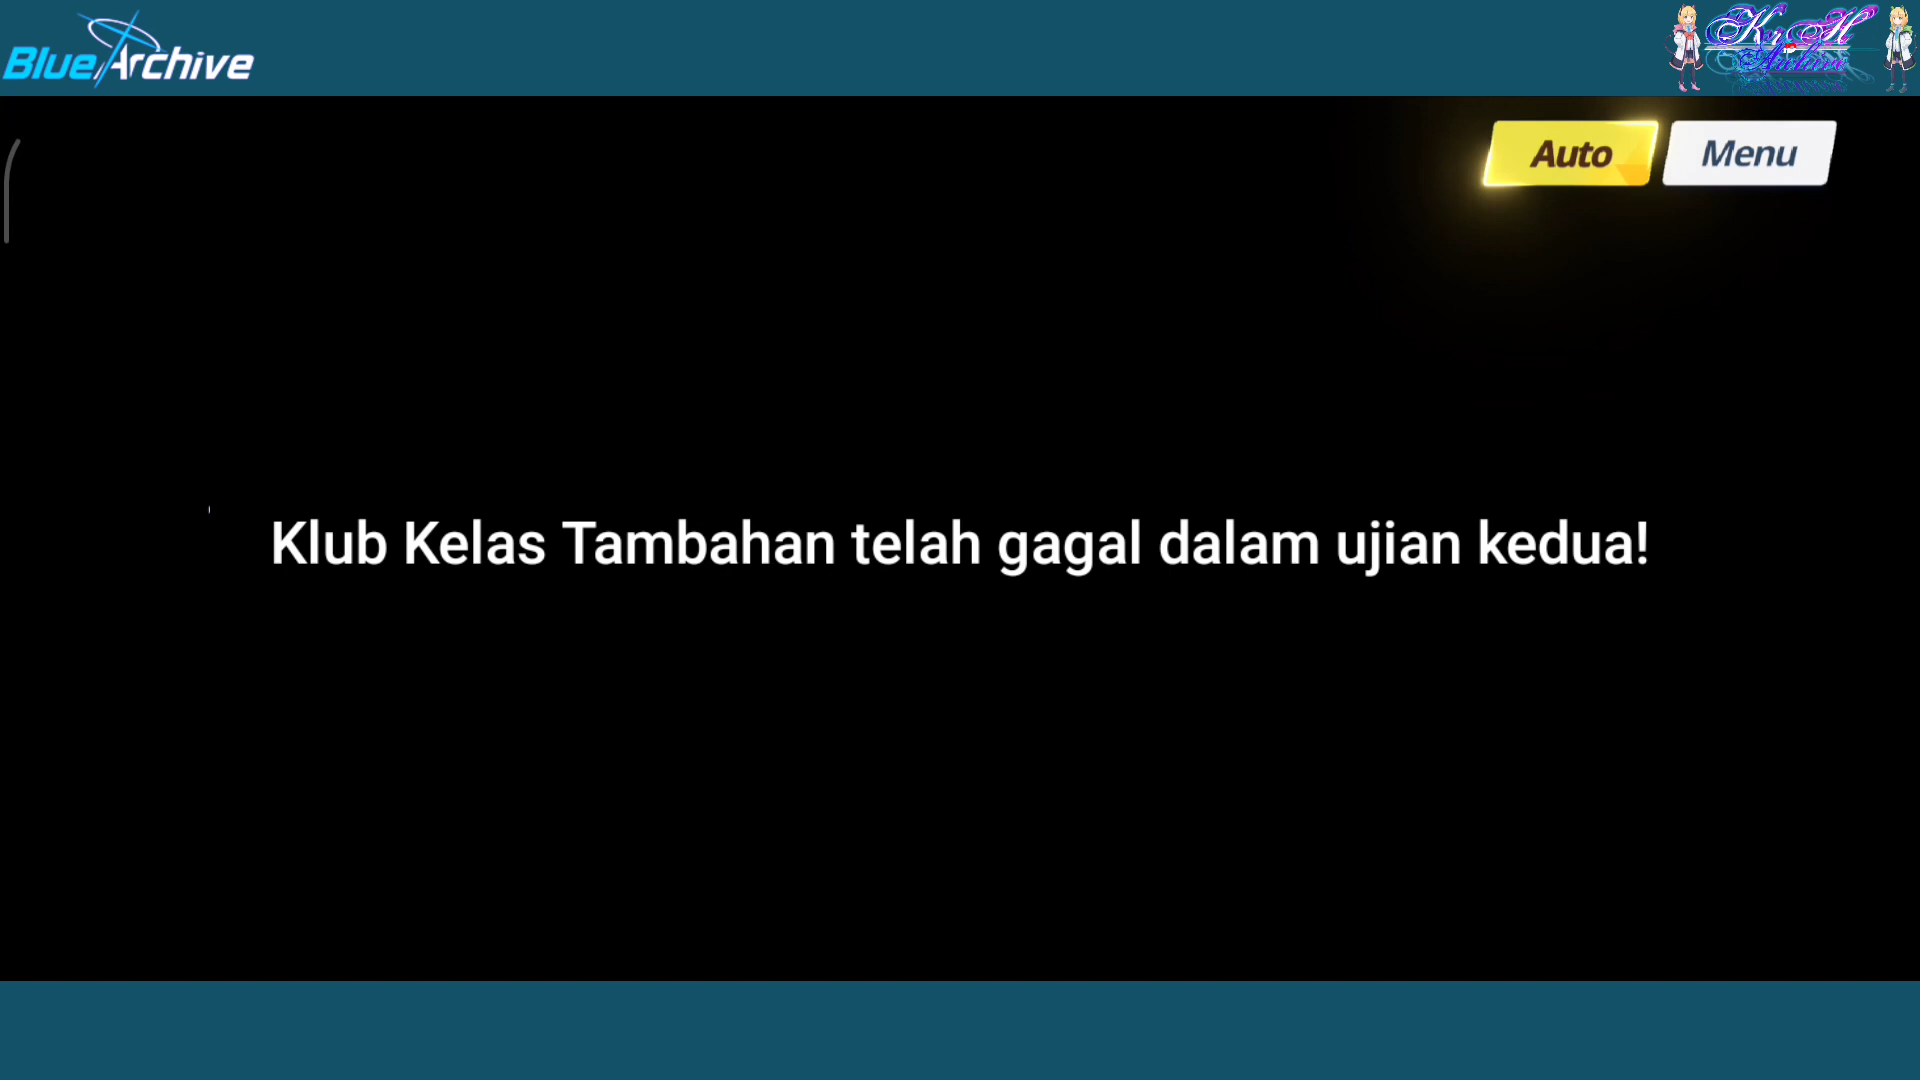 Blue Archive
Auto
Menu
Klub Kelas Tambahan telah gagal dalam ujian kedua!